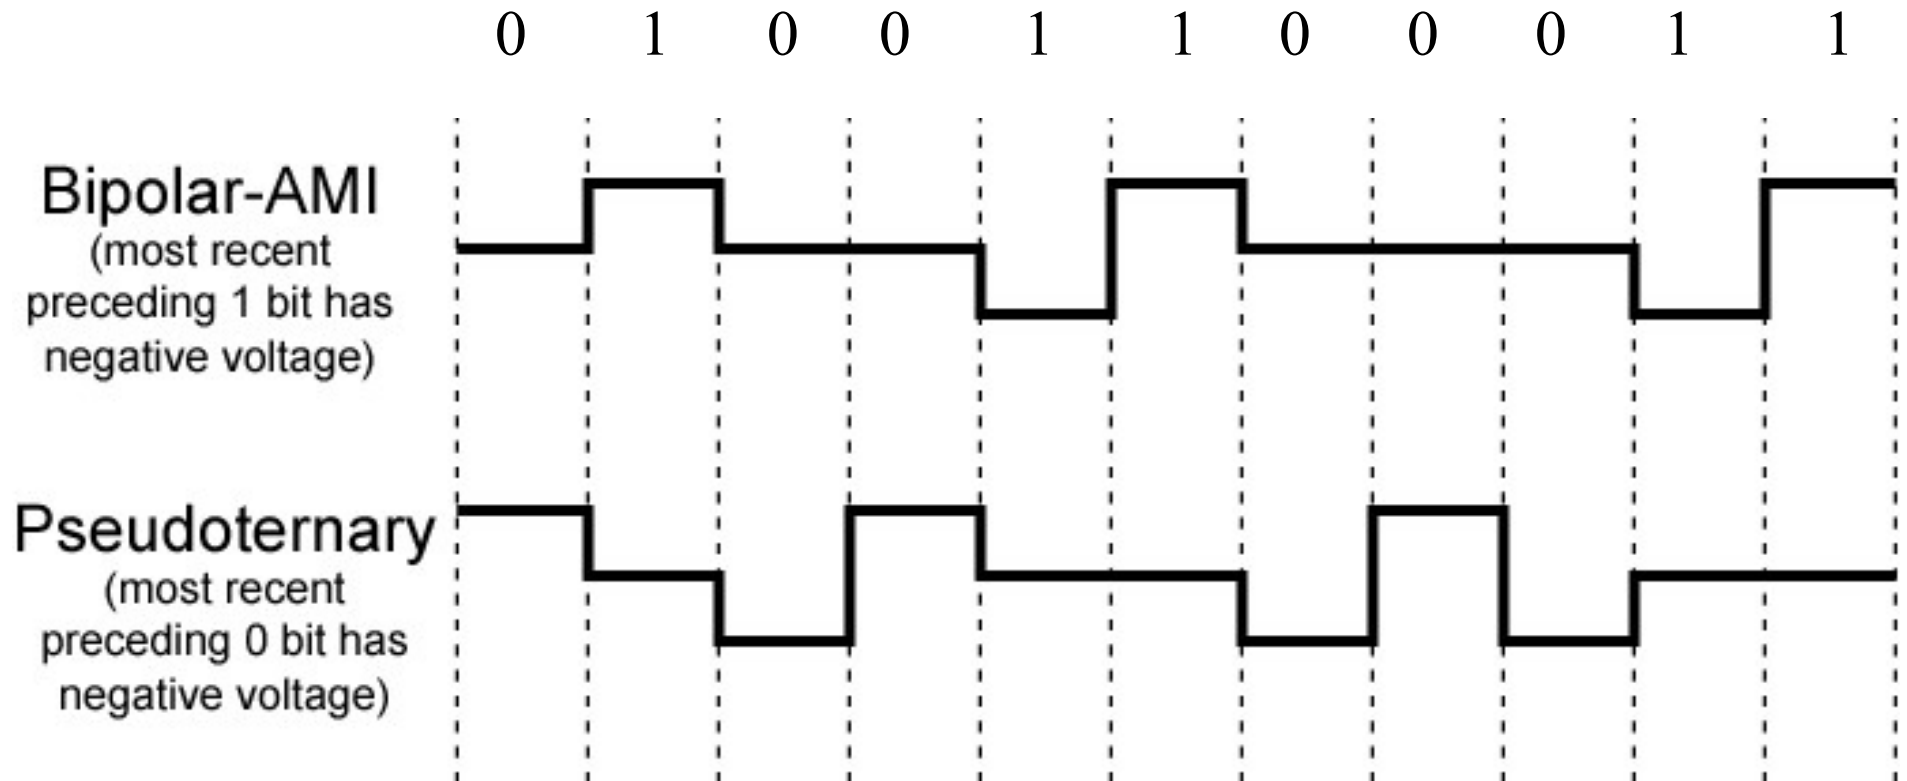 0 1 0 0 1 1 0 0 0 1 1
Bipolar-AMI
(most recent
preceding 1 bit has
negative voltage)
Pseudoternary
(most recent
preceding 0 bit has
negative voltage)